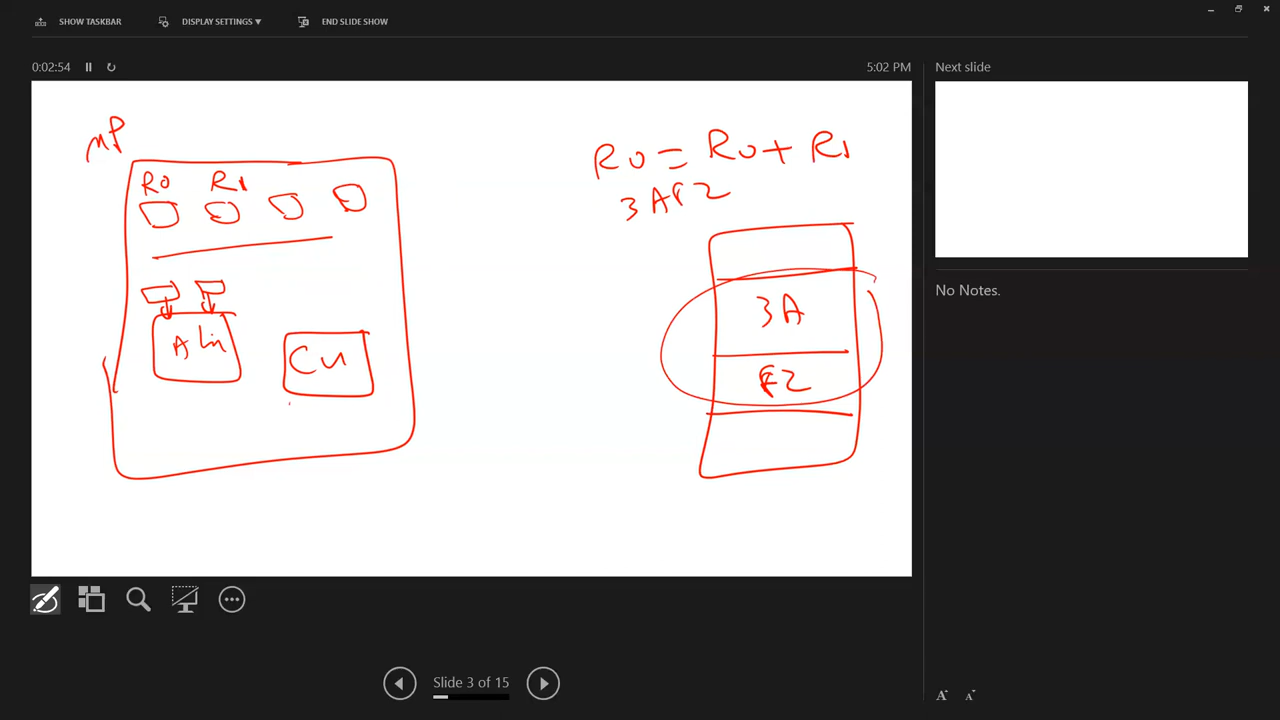 SHOW TASKBAR
DISPLAY SETTINGS ▼
END SLIDE SHOW
0:02:54
5:02 PM
Next slide
MP
R0 R1
Alu
Cu
R0 = R0 + R1
3AF2
3A
F2
No Notes.
Slide 3 of 15
A A